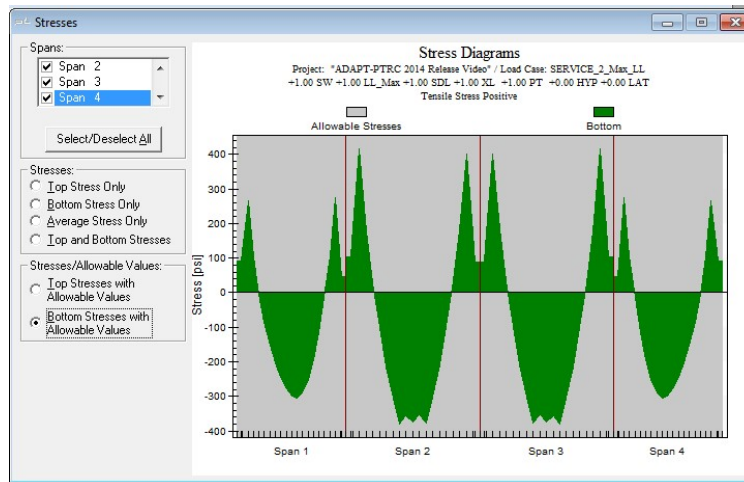 Stresses
Spans:
Span 2
Span 3
Span 4
Select/Deselect All
Stresses:
Top Stress Only
Bottom Stress Only
Average Stress Only
Top and Bottom Stresses
Stresses/Allowable Values:
Top Stresses with
Allowable Values
Bottom Stresses with
Allowable Values
Stress Diagrams
Project: "ADAPT-PTRC 2014 Release Video" / Load Case: SERVICE_2_Max_LL
+1.00 SW +1.00 LL_Max +1.00 SDL +1.00 XL +1.00 PT +0.00 HYP +0.00 LAT
Tensile Stress Positive
Allowable Stresses
Bottom
Stress [psi]
400
300
200
100
0
-100
-200
-300
-400
Span 1
Span 2
Span 3
Span 4